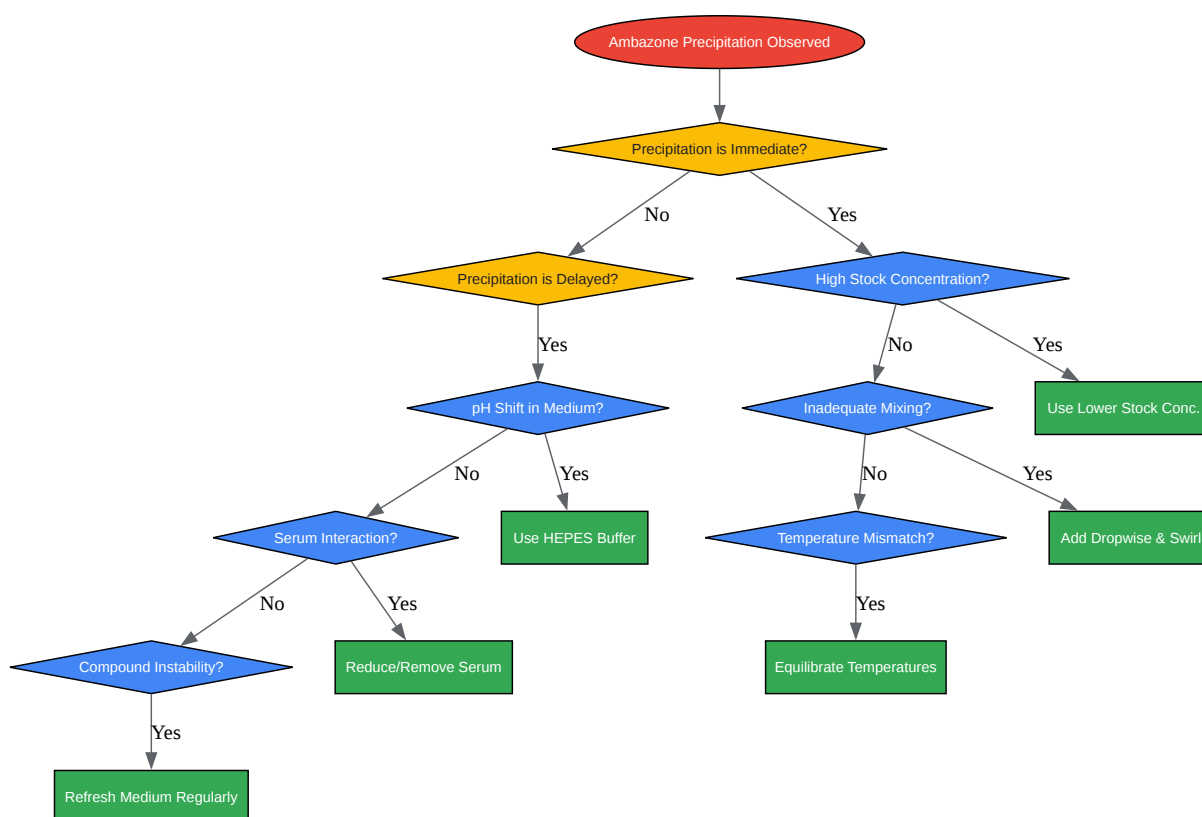 Ambazone Precipitation Observed
Precipitation is Immediate?
No
Yes
Precipitation is Delayed?
High Stock Concentration?
Yes
No
Yes
pH Shift in Medium?
Inadequate Mixing?
Use Lower Stock Conc.
No
Yes
No
Yes
Serum Interaction?
Use HEPES Buffer
Temperature Mismatch?
Add Dropwise & Swirl
No
Yes
Yes
Compound Instability?
Reduce/Remove Serum
Equilibrate Temperatures
Yes
Refresh Medium Regularly